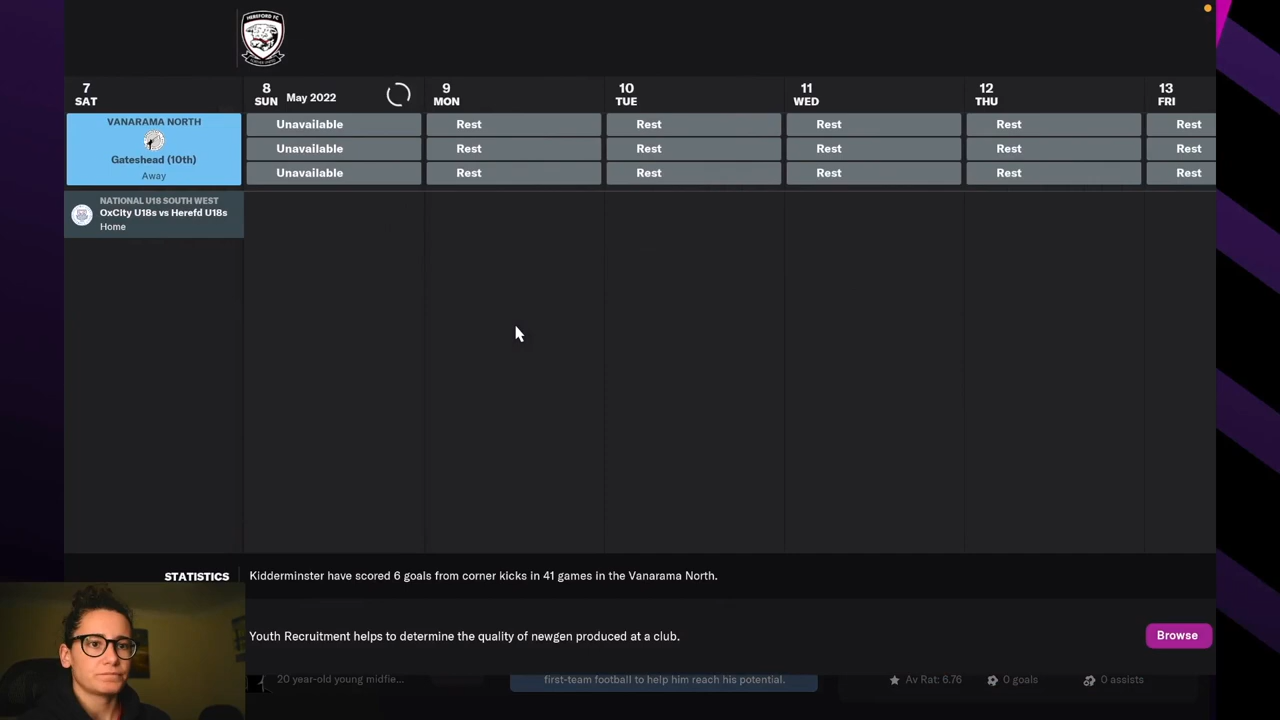 HEREFORD FC
7
SAT
8
SUN
May 2022
9
MON
10
TUE
11
WED
12
THU
13
FRI
VANARAMA NORTH
Gateshead (10th)
Away
Unavailable
Rest
Rest
Rest
Rest
Rest
Unavailable
Rest
Rest
Rest
Rest
Rest
Unavailable
Rest
Rest
Rest
Rest
Rest
NATIONAL U18 SOUTH WEST
OxCity U18s vs Herefd U18s
Home
STATISTICS
Kidderminster have scored 6 goals from corner kicks in 41 games in the Vanarama North.
Youth Recruitment helps to determine the quality of newgen produced at a club.
Browse
20 year-old young midfie...
first-team football to help him reach his potential.
Av Rat: 6.76
0 goals
0 assists